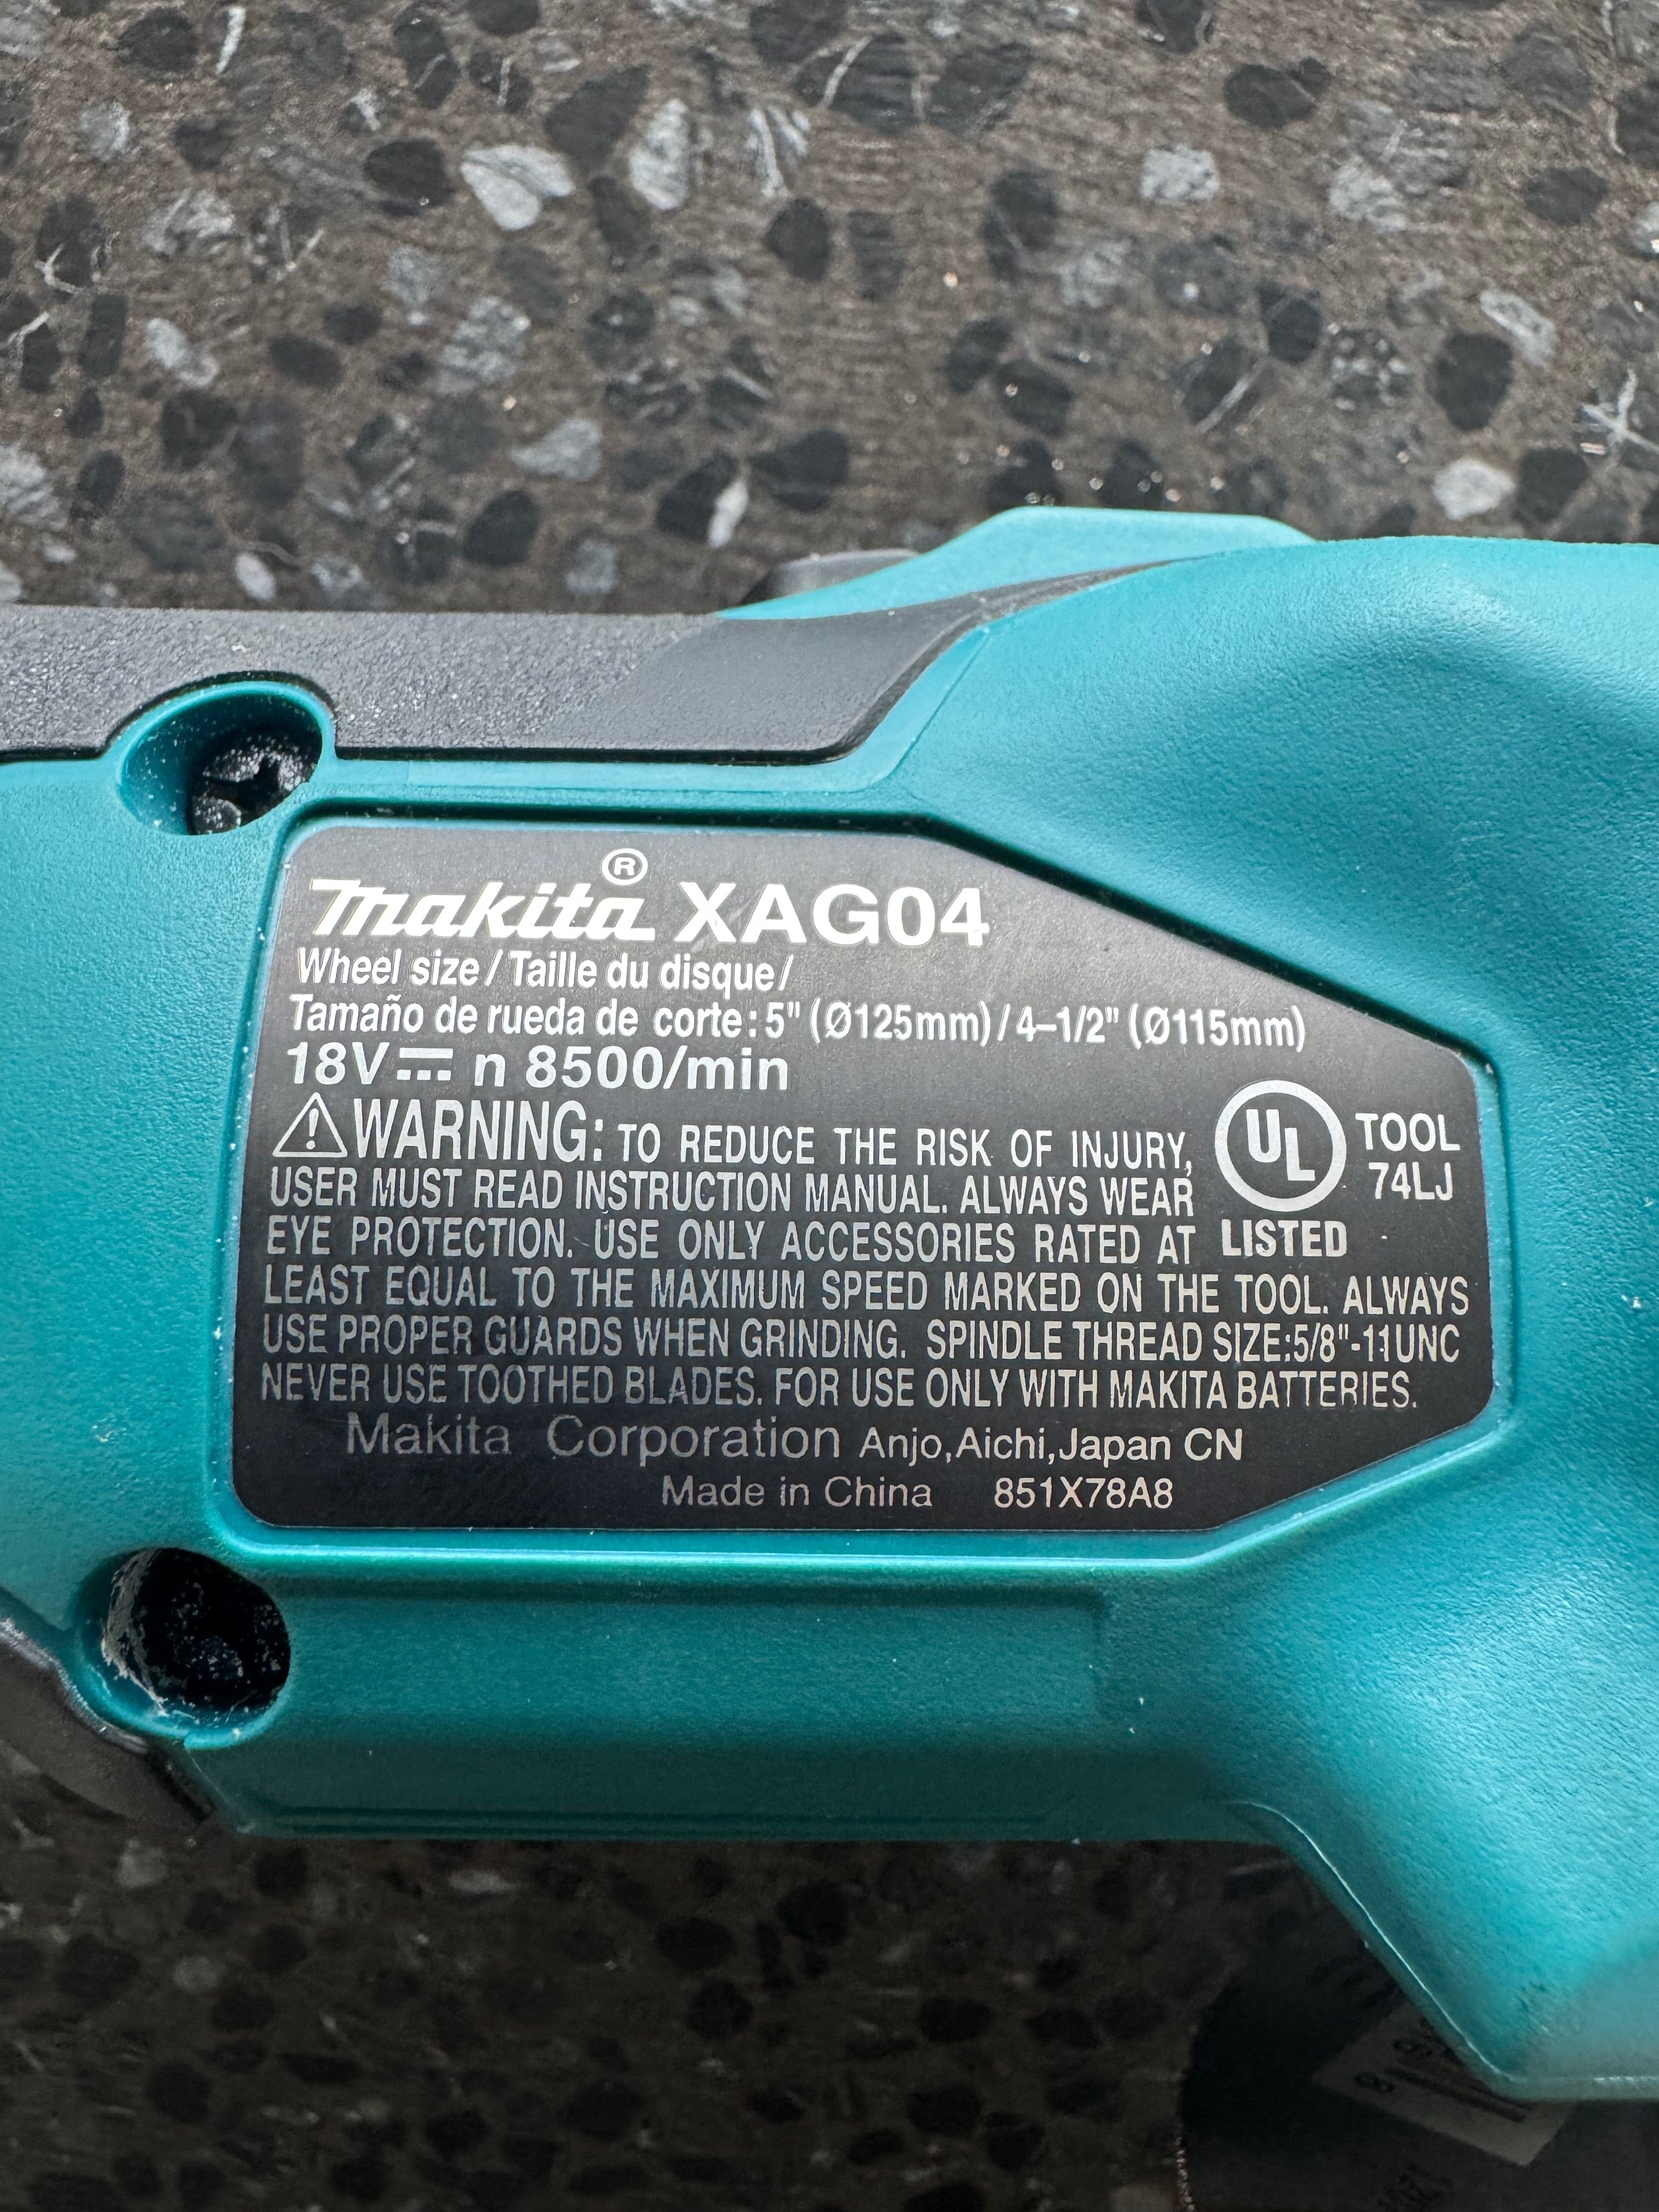 makita® XAG04
Wheel size / Taille du disque /
Tamaño de rueda de corte: 5" (Ø125mm) / 4–1/2" (Ø115mm)
18V⎓ n 8500/min
⚠WARNING: TO REDUCE THE RISK OF INJURY,
USER MUST READ INSTRUCTION MANUAL. ALWAYS WEAR
EYE PROTECTION. USE ONLY ACCESSORIES RATED AT
LEAST EQUAL TO THE MAXIMUM SPEED MARKED ON THE TOOL. ALWAYS
USE PROPER GUARDS WHEN GRINDING. SPINDLE THREAD SIZE:5/8"-11UNC
NEVER USE TOOTHED BLADES. FOR USE ONLY WITH MAKITA BATTERIES.
UL
LISTED
TOOL
74LJ
Makita Corporation Anjo,Aichi,Japan CN
Made in China 851X78A8